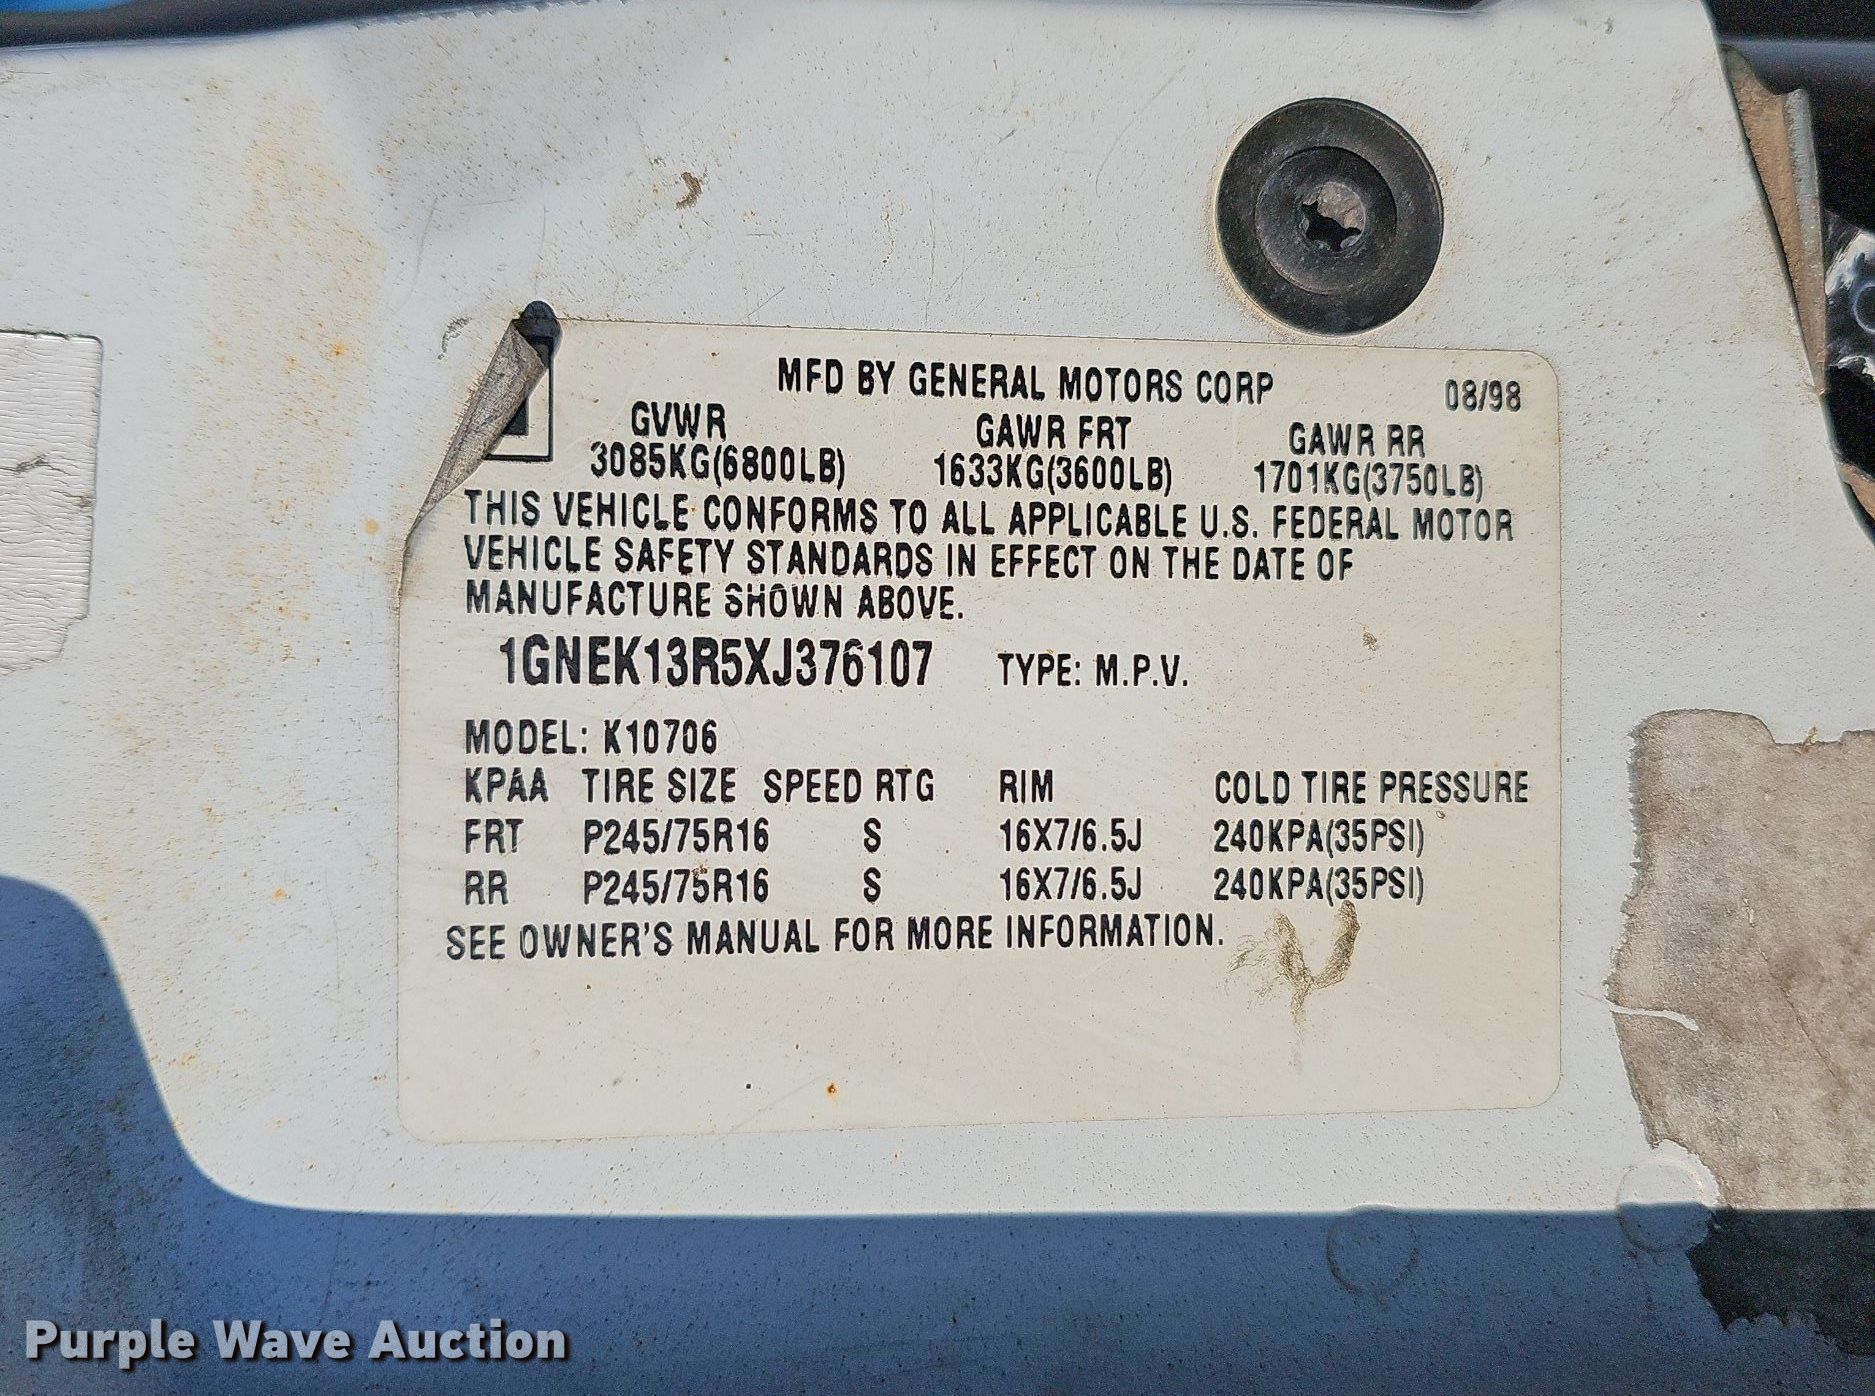 MFD BY GENERAL MOTORS CORP 08/98
GVWR GAWR FRT GAWR RR
3085KG(6800LB) 1633KG(3600LB) 1701KG(3750LB)
THIS VEHICLE CONFORMS TO ALL APPLICABLE U.S. FEDERAL MOTOR
VEHICLE SAFETY STANDARDS IN EFFECT ON THE DATE OF
MANUFACTURE SHOWN ABOVE.
1GNEK13R5XJ376107 TYPE: M.P.V.
MODEL: K10706
KPAA TIRE SIZE SPEED RTG RIM COLD TIRE PRESSURE
FRT P245/75R16 S 16X7/6.5J 240KPA(35PSI)
RR P245/75R16 S 16X7/6.5J 240KPA(35PSI)
SEE OWNER'S MANUAL FOR MORE INFORMATION.
Purple Wave Auction